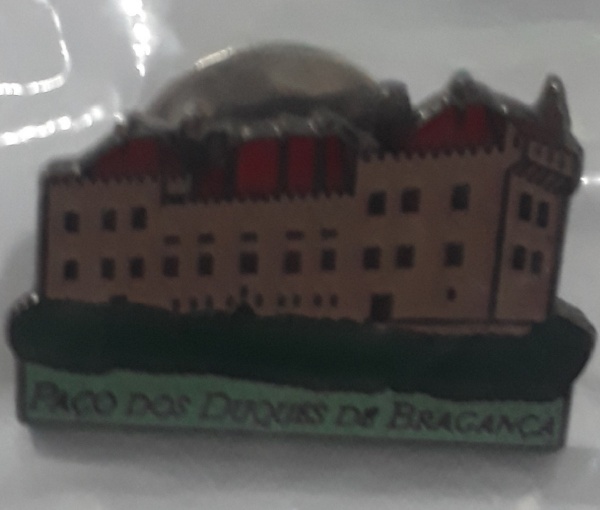 PAÇO DOS DUQUES DE BRAGANÇA